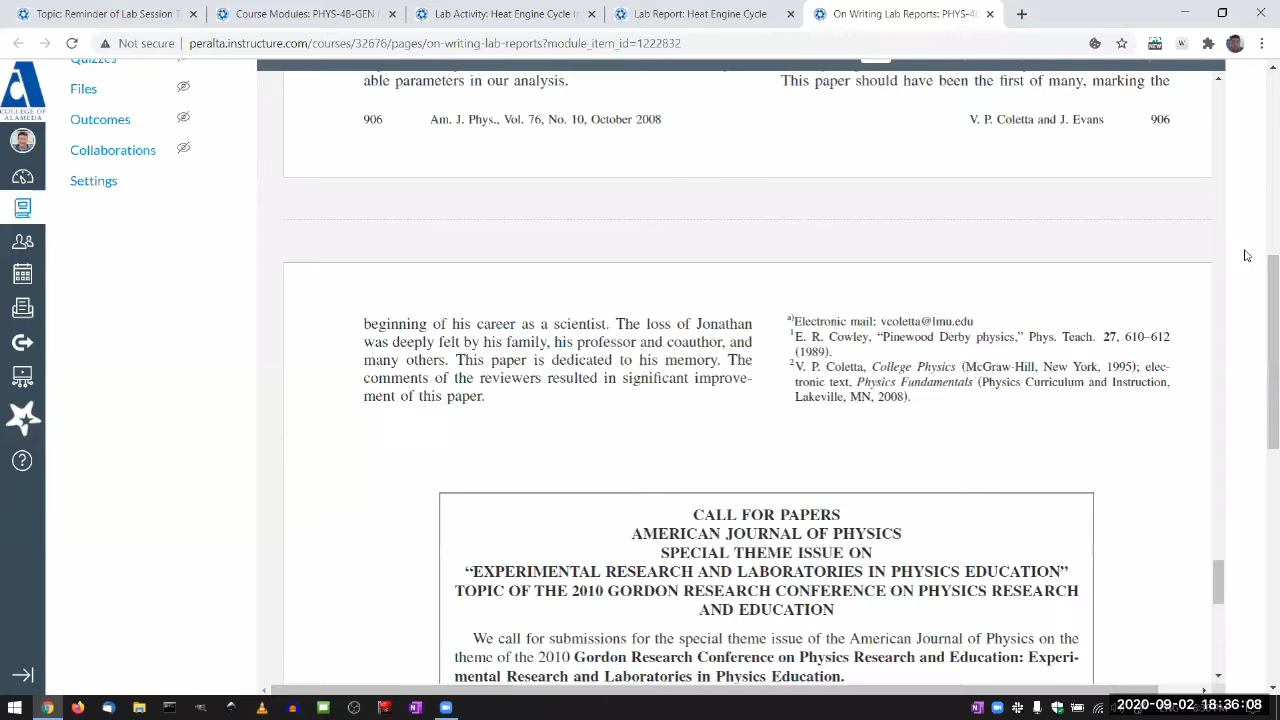 Topic of Lab Session T
Course Modules: PHYS-4B-GEN
Lab Activity: Heat Engine Cycle
Lab Report: Heat Engine Cycle
On Writing Lab Reports: PHYS-4
Not secure
peralta.instructure.com/courses/32676/pages/on-writing-lab-reports?module_item_id=1222832
COLLEGE OF
ALAMEDA
Quizzes
Files
Outcomes
Collaborations
Settings
able parameters in our analysis.
This paper should have been the first of many, marking the
906 Am. J. Phys., Vol. 76, No. 10, October 2008
V. P. Coletta and J. Evans 906
beginning of his career as a scientist. The loss of Jonathan
was deeply felt by his family, his professor and coauthor, and
many others. This paper is dedicated to his memory. The
comments of the reviewers resulted in significant improve-
ment of this paper.
a)Electronic mail: vcoletta@lmu.edu
1E. R. Cowley, “Pinewood Derby physics,” Phys. Teach. 27, 610–612
(1989).
2V. P. Coletta, College Physics (McGraw-Hill, New York, 1995); elec-
tronic text, Physics Fundamentals (Physics Curriculum and Instruction,
Lakeville, MN, 2008).
CALL FOR PAPERS
AMERICAN JOURNAL OF PHYSICS
SPECIAL THEME ISSUE ON
“EXPERIMENTAL RESEARCH AND LABORATORIES IN PHYSICS EDUCATION”
TOPIC OF THE 2010 GORDON RESEARCH CONFERENCE ON PHYSICS RESEARCH
AND EDUCATION
We call for submissions for the special theme issue of the American Journal of Physics on the
theme of the 2010 Gordon Research Conference on Physics Research and Education: Experi-
mental Research and Laboratories in Physics Education.
2020-09-02 18:36:08